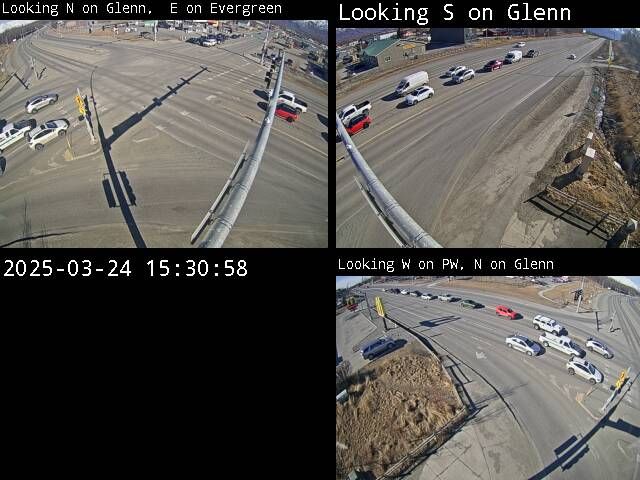 Looking N on Glenn,  E on Evergreen
Looking S on Glenn
2025-03-24 15:30:58
Looking W on PW, N on Glenn